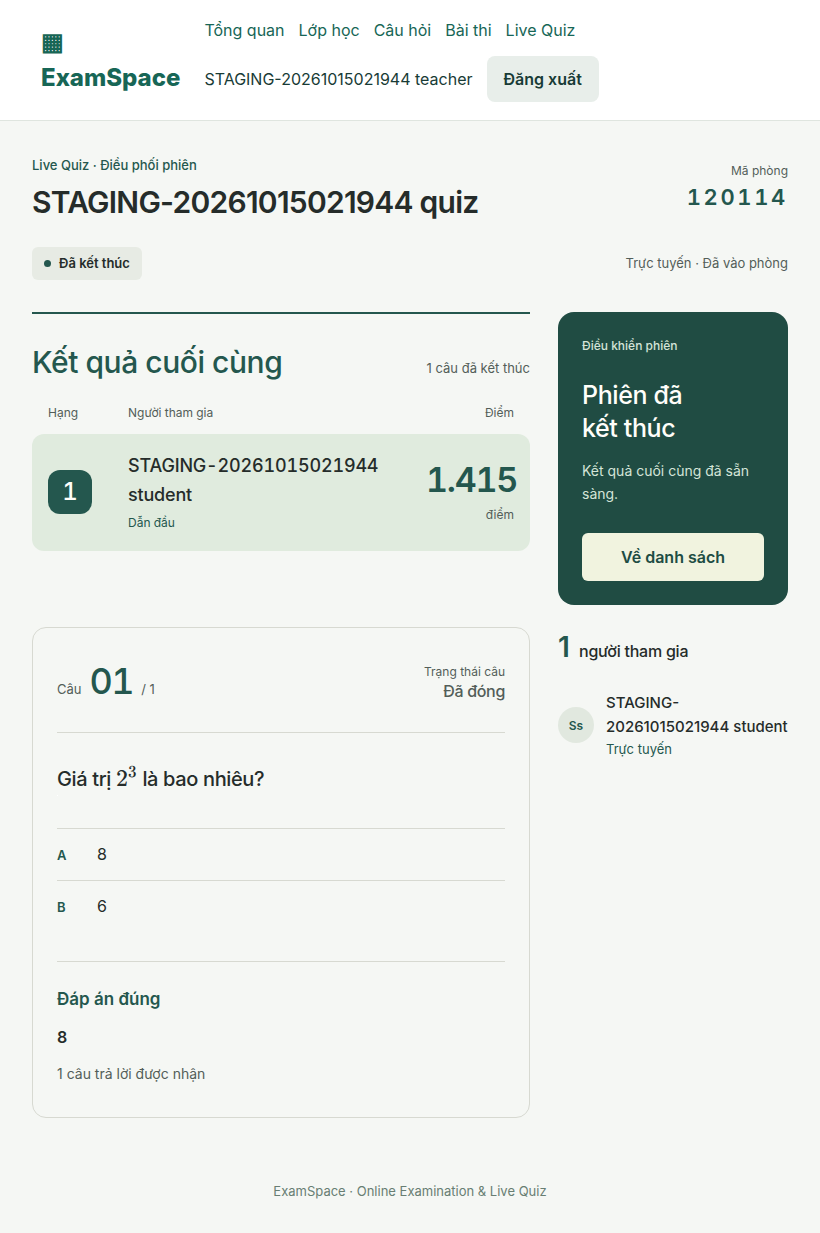 ExamSpace
Tổng quan Lớp học Câu hỏi Bài thi Live Quiz
STAGING-20261015021944 teacher Đăng xuất
Live Quiz · Điều phối phiên
STAGING-20261015021944 quiz
Mã phòng
120114
Đã kết thúc
Trực tuyến · Đã vào phòng
Kết quả cuối cùng
1 câu đã kết thúc
Hạng Người tham gia Điểm
1
STAGING-20261015021944
student
Dẫn đầu
1.415
điểm
Điều khiển phiên
Phiên đã
kết thúc
Kết quả cuối cùng đã sẵn
sàng.
Về danh sách
1 người tham gia
Ss
STAGING-
20261015021944 student
Trực tuyến
Câu 01 / 1
Trạng thái câu
Đã đóng
Giá trị 2³ là bao nhiêu?
A 8
B 6
Đáp án đúng
8
1 câu trả lời được nhận
ExamSpace · Online Examination & Live Quiz